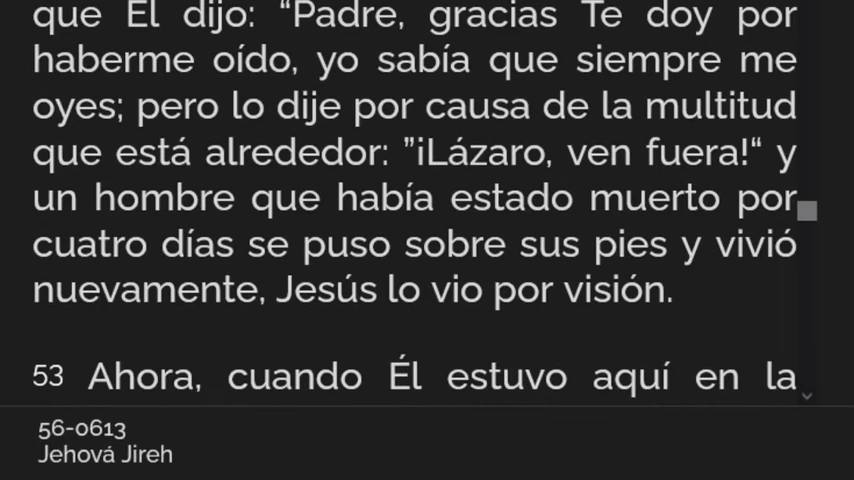 que Él dijo: “Padre, gracias Te doy por
haberme oído, yo sabía que siempre me
oyes; pero lo dije por causa de la multitud
que está alrededor: ”¡Lázaro, ven fuera!“ y
un hombre que había estado muerto por
cuatro días se puso sobre sus pies y vivió
nuevamente, Jesús lo vio por visión.
53 Ahora, cuando Él estuvo aquí en la
56-0613
Jehová Jireh